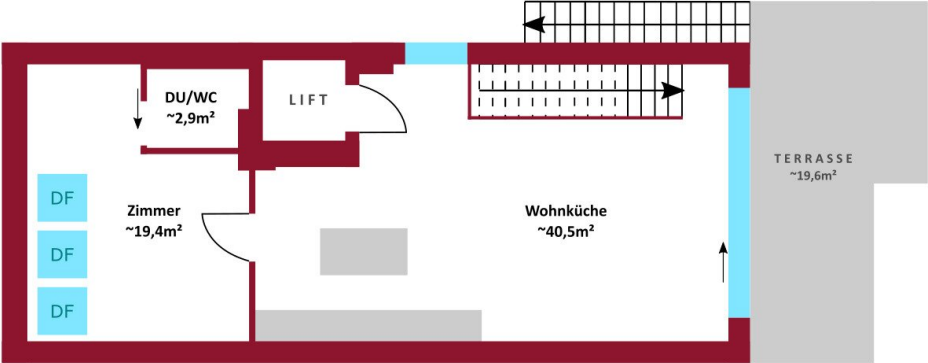 DU/WC
~2,9m²
LIFT
TERRASSE
~19,6m²
DF
Zimmer
~19,4m²
Wohnküche
~40,5m²
DF
DF